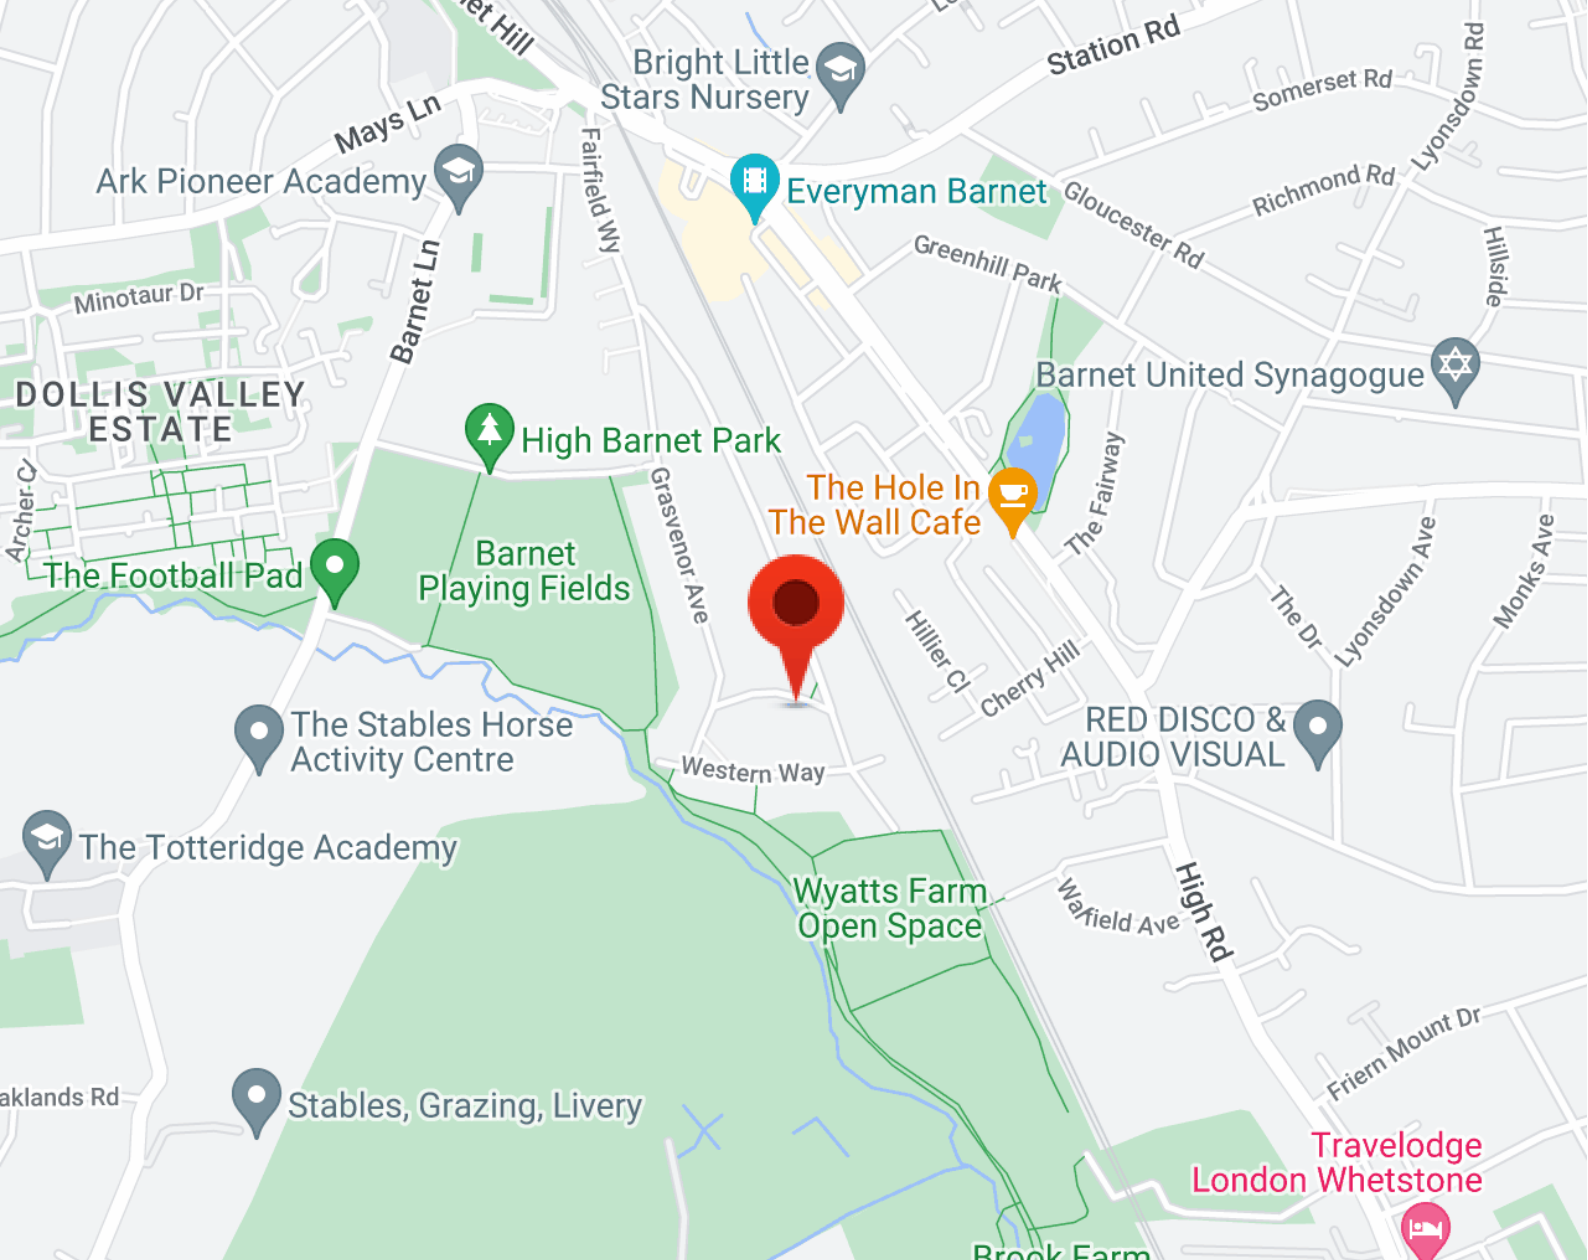 et Hill
Station Rd
Bright Little
Stars Nursery
Somerset Rd
Lyonsdown Rd
Mays Ln
Fairfield Wy
Ark Pioneer Academy
Everyman Barnet
Gloucester Rd
Richmond Rd
Greenhill Park
Hillside
Barnet Ln
Minotaur Dr
Barnet United Synagogue
DOLLIS VALLEY
ESTATE
High Barnet Park
The Hole In
The Wall Cafe
The Fairway
Archer Cl
Grasvenor Ave
Barnet
Playing Fields
The Football Pad
Lyonsdown Ave
Monks Ave
The Dr
Hillier Cl
Cherry Hill
RED DISCO &
AUDIO VISUAL
The Stables Horse
Activity Centre
Western Way
The Totteridge Academy
Wyatts Farm
Open Space
Walfield Ave
High Rd
Friern Mount Dr
aklands Rd
Stables, Grazing, Livery
Travelodge
London Whetstone
Brook Farm